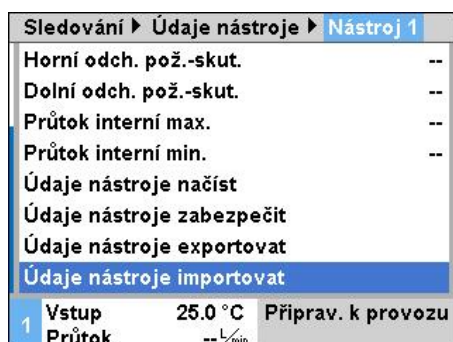 Sledování ▶ Údaje nástroje ▶ Nástroj 1
Horní odch. pož.-skut. --
Dolní odch. pož.-skut. --
Průtok interní max. --
Průtok interní min. --
Údaje nástroje načíst
Údaje nástroje zabezpečit
Údaje nástroje exportovat
Údaje nástroje importovat
1 Vstup 25.0 °C Připrav. k provozu
Průtok -- L/min